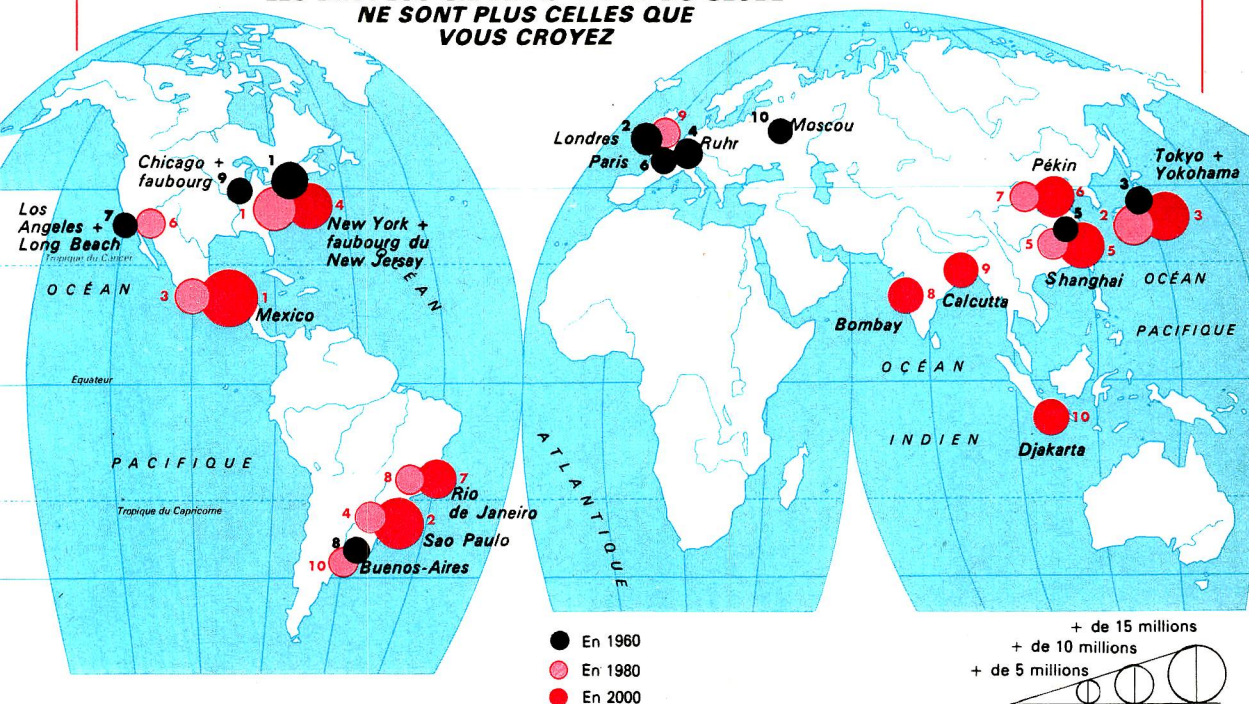 NE SONT PLUS CELLES QUE
VOUS CROYEZ
Chicago +
faubourg
9
1
1
4
New York +
faubourg du
New Jersey
Los
Angeles +
Long Beach
7
6
Tropique du Cancer
OCÉAN
3
1
Mexico
OCÉAN
Équateur
PACIFIQUE
Tropique du Capricorne
8
7
Rio
de Janeiro
4
2
Sao Paulo
8
10
Buenos-Aires
Londres
2
9
Paris
6
4
Ruhr
10
Moscou
ATLANTIQUE
Pékin
7
6
Tokyo +
Yokohama
3
2
3
5
5
5
Shanghai
OCÉAN
PACIFIQUE
9
Calcutta
8
Bombay
OCÉAN
INDIEN
10
Djakarta
En 1960
En 1980
En 2000
+ de 15 millions
+ de 10 millions
+ de 5 millions